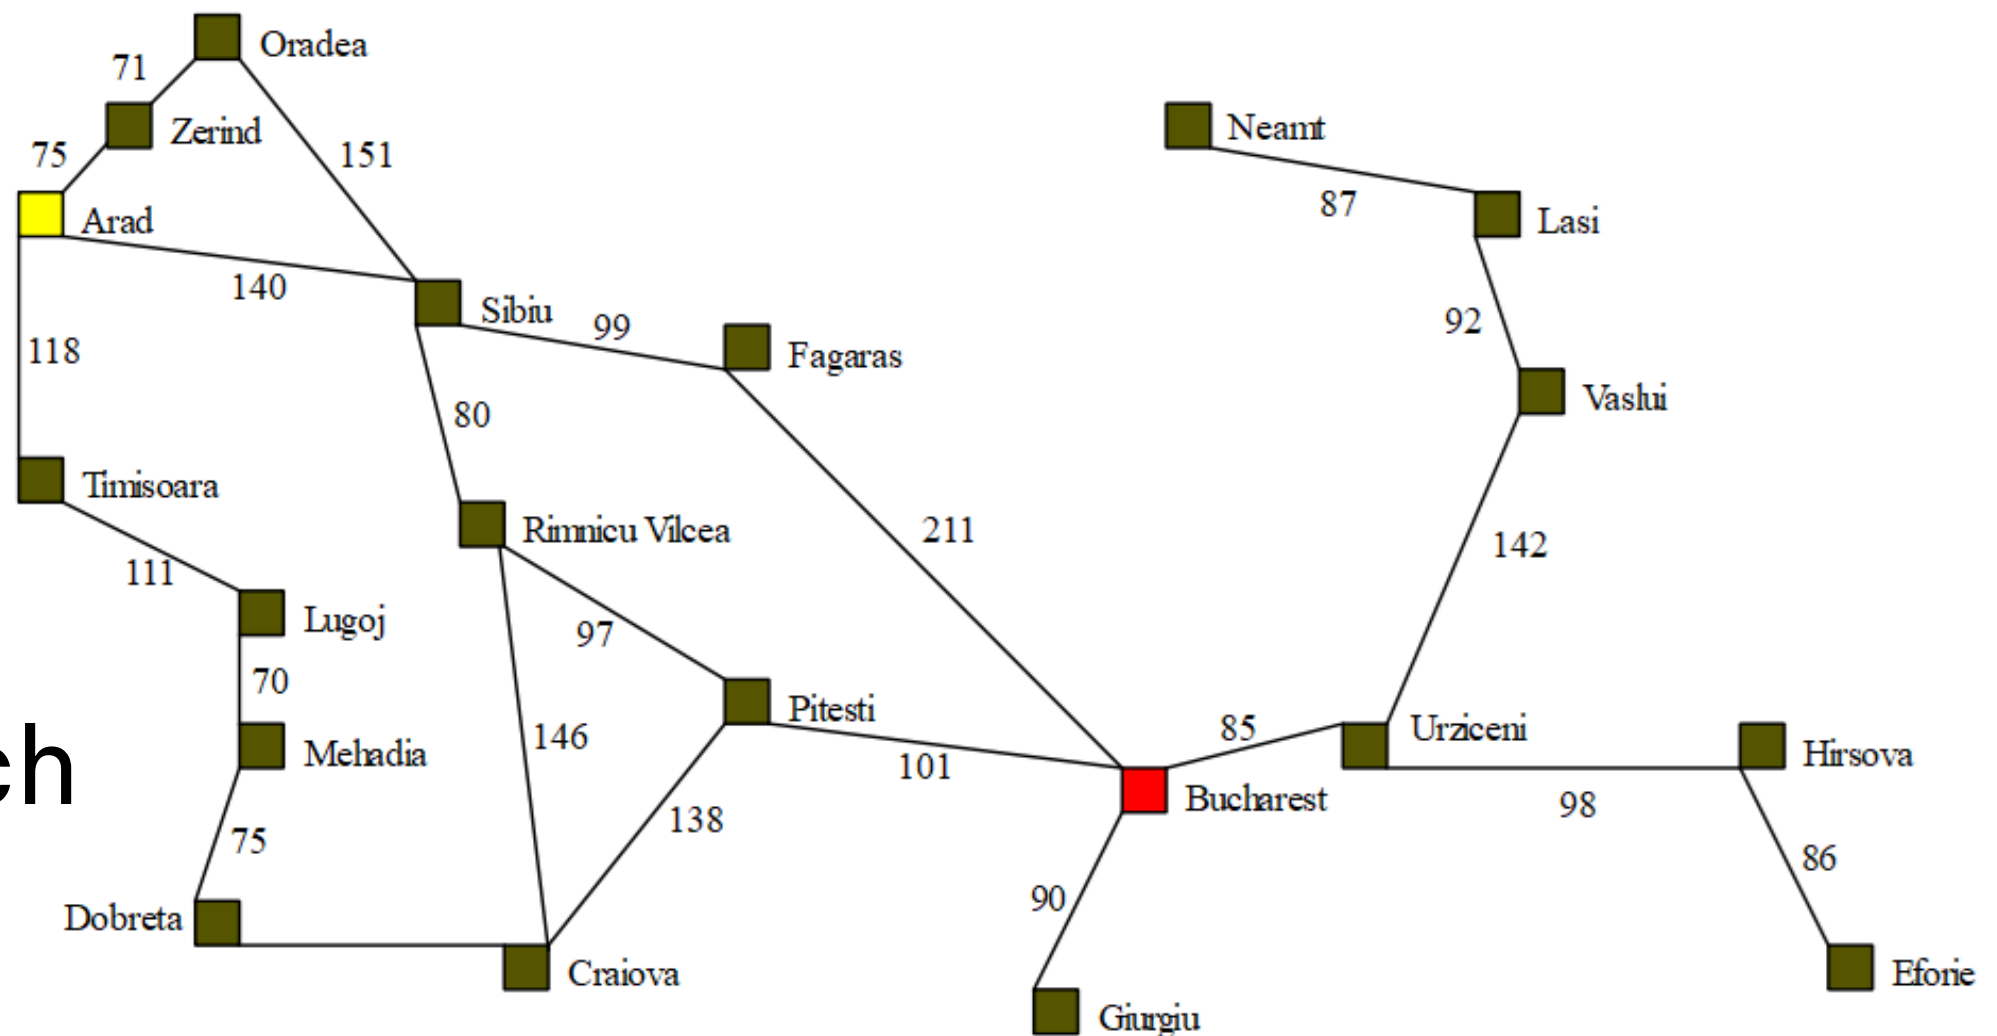 Oradea
71
Neamt
Zerind
75
151
87
Arad
Lasi
140
Sibiu
99
92
118
Fagaras
80
Vaslui
Timisoara
Rimnicu Vilcea
211
142
111
Lugoj
97
70
Pitesti
85
Urziceni
146
Mehadia
ch
101
Hirsova
Bucharest
98
138
75
86
90
Dobreta
Craiova
Eforie
Giurgiu